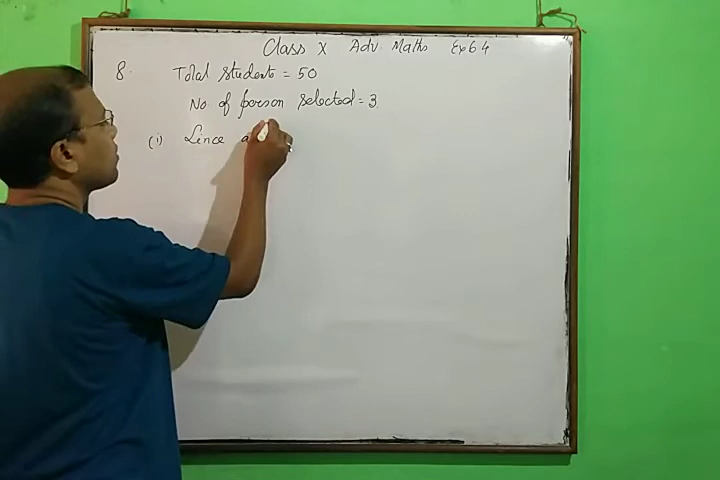 Class X Adv. Maths Ex 6.4
8. Total students = 50
No of person selected = 3.
(i) Since a